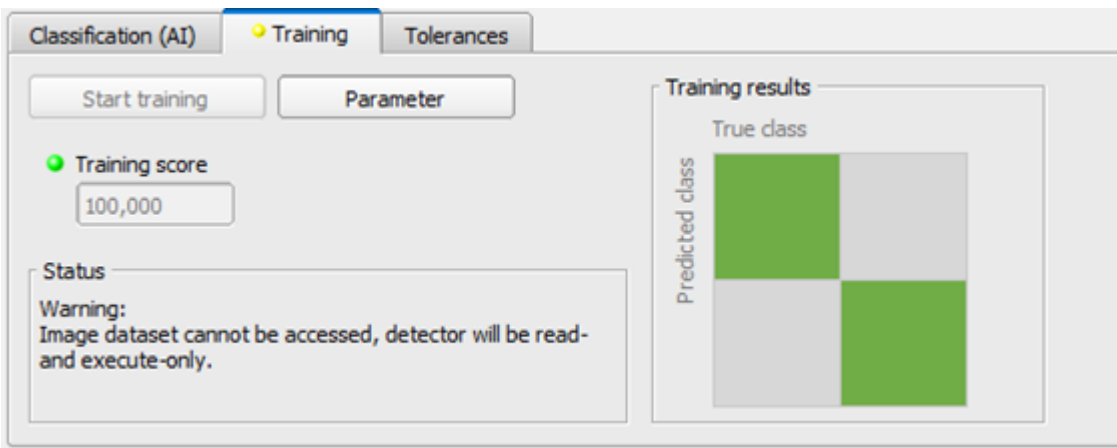 Classification (AI)
Training
Tolerances
Start training
Parameter
Training score
100,000
Status
Warning:
Image dataset cannot be accessed, detector will be read-
and execute-only.
Training results
True class
Predicted class